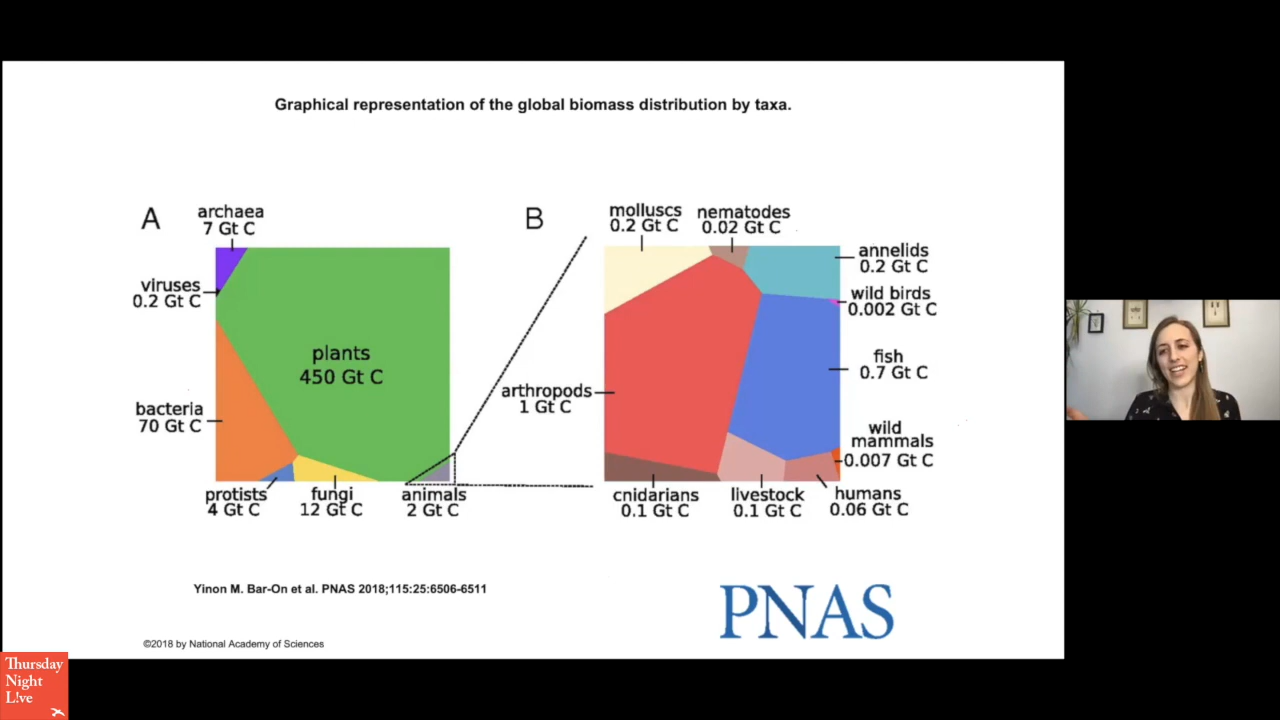 Graphical representation of the global biomass distribution by taxa.
A
archaea
7 Gt C
viruses
0.2 Gt C
plants
450 Gt C
bacteria
70 Gt C
protists
4 Gt C
fungi
12 Gt C
animals
2 Gt C
B
molluscs
0.2 Gt C
nematodes
0.02 Gt C
annelids
0.2 Gt C
wild birds
0.002 Gt C
fish
0.7 Gt C
arthropods
1 Gt C
wild
mammals
0.007 Gt C
cnidarians
0.1 Gt C
livestock
0.1 Gt C
humans
0.06 Gt C
Yinon M. Bar-On et al. PNAS 2018;115:25:6506-6511
PNAS
©2018 by National Academy of Sciences
Thursday
Night
L!ve